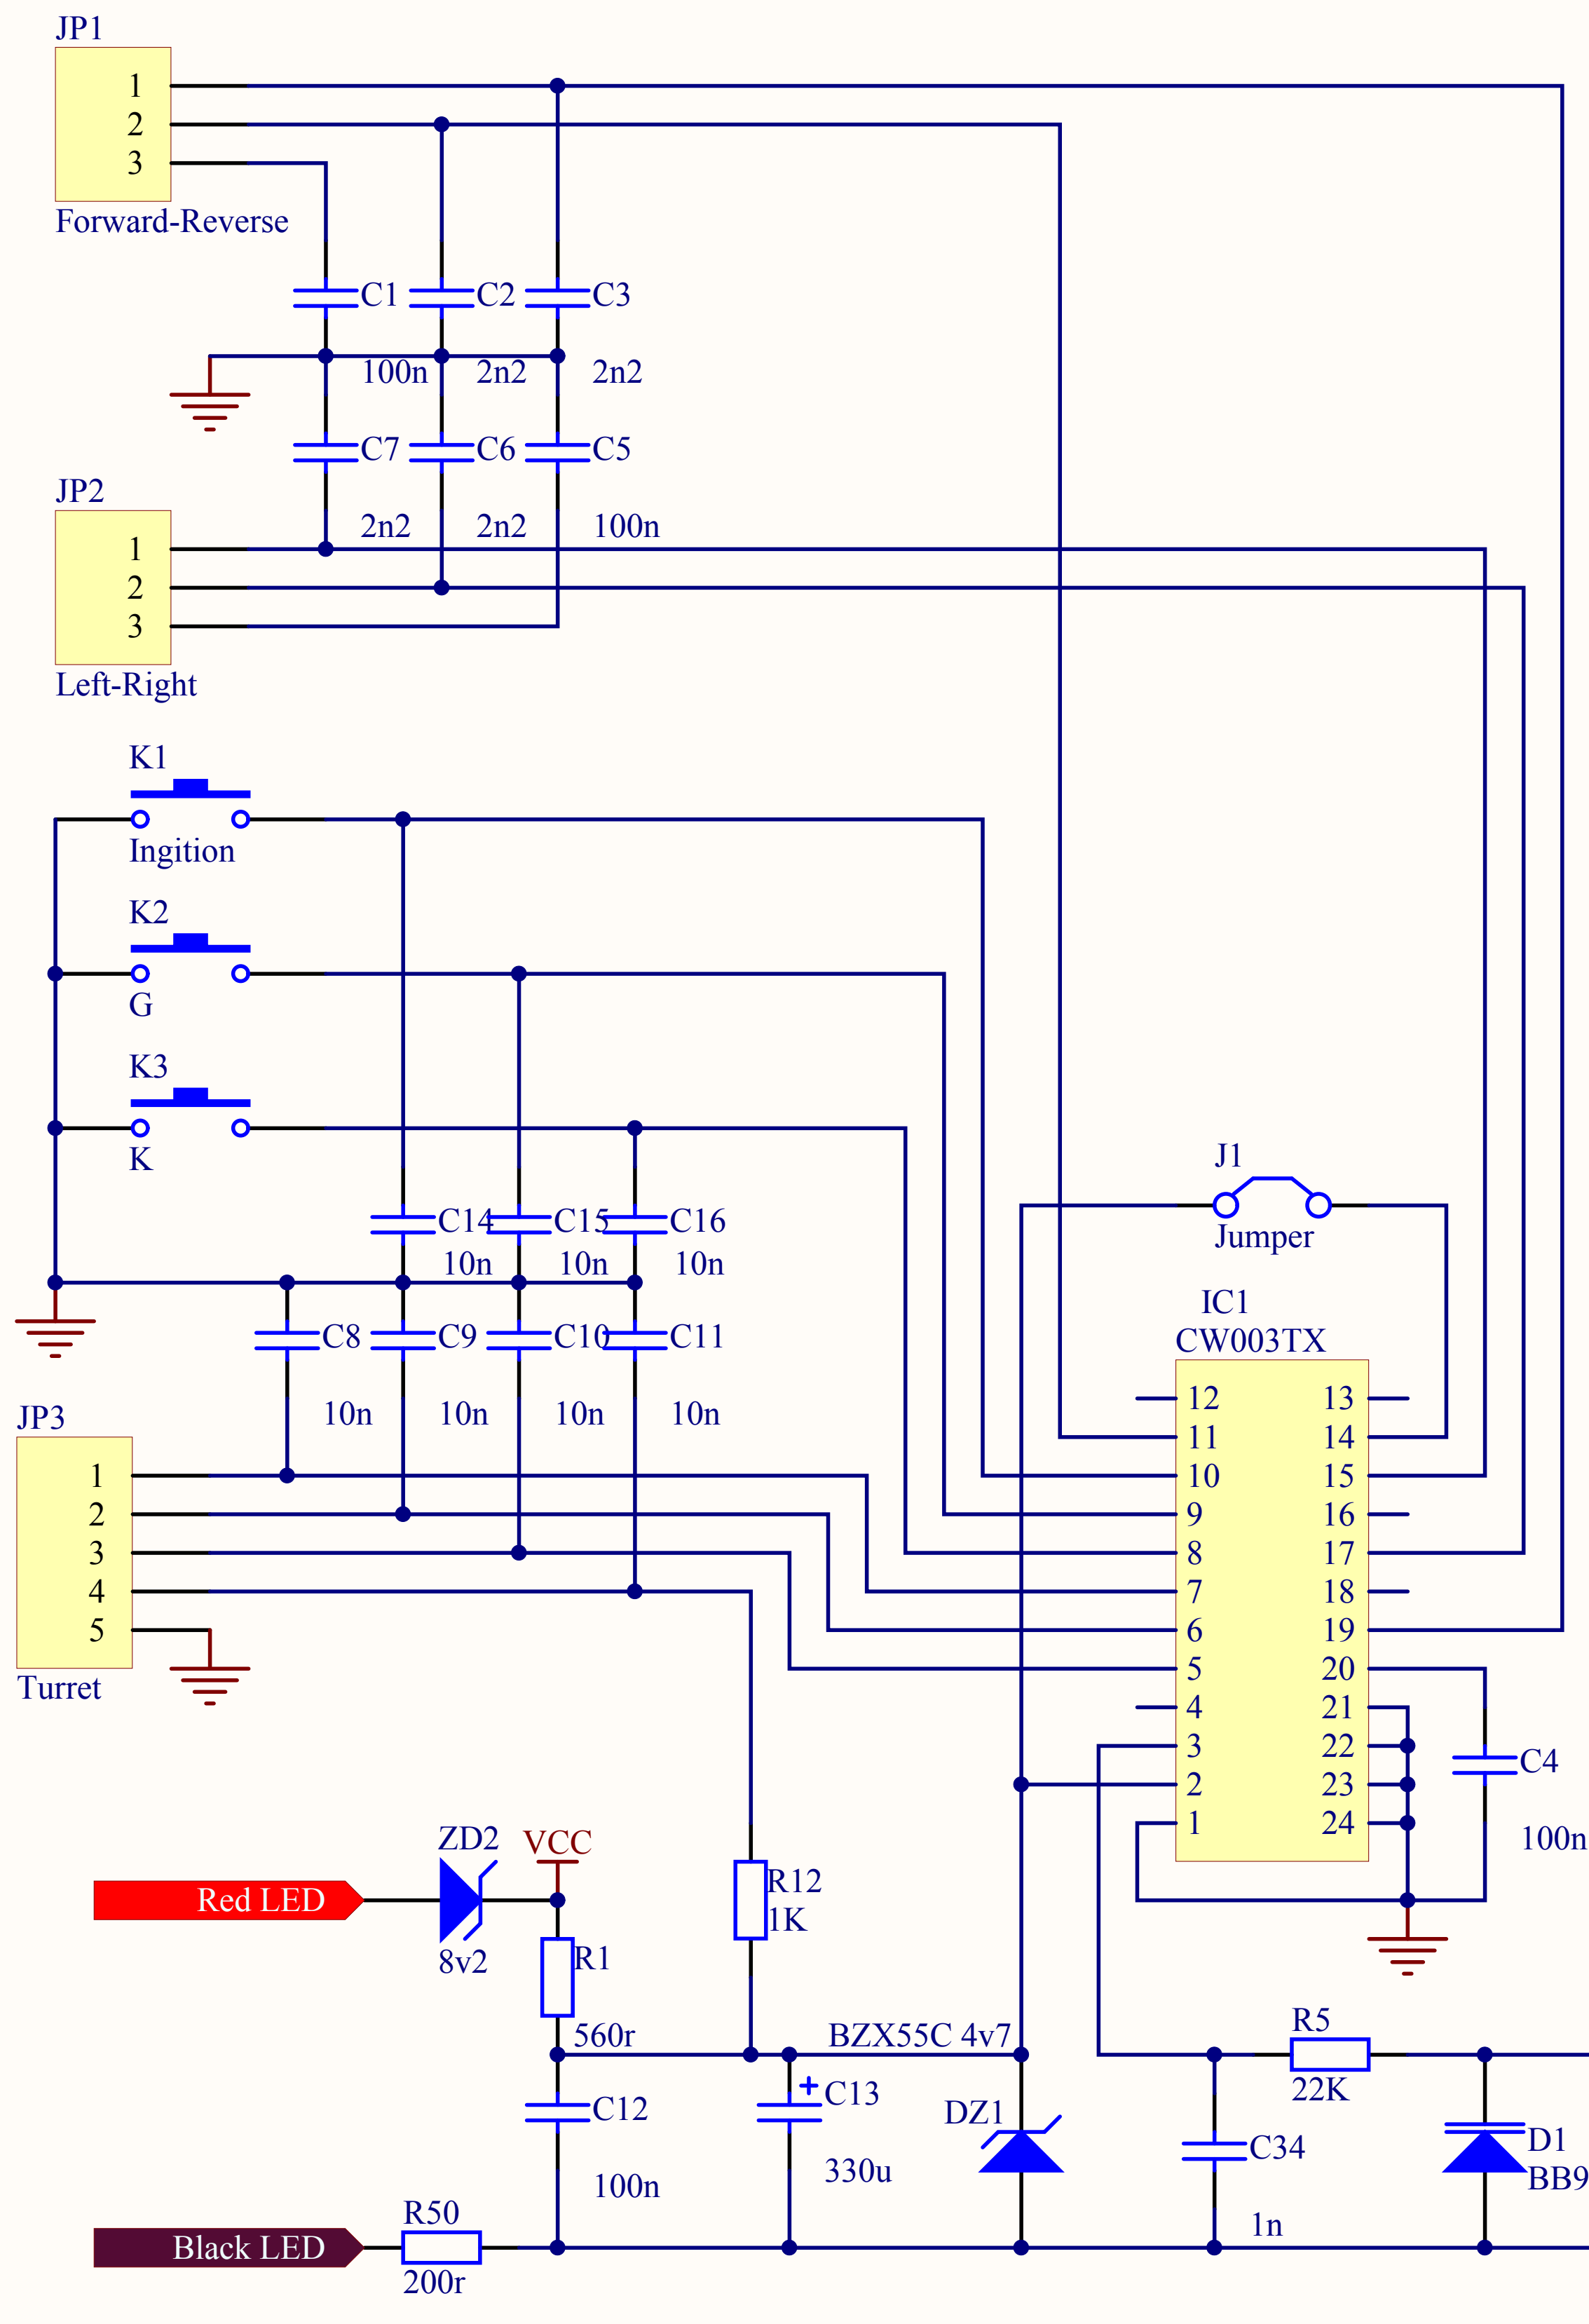 JP1
1
2
3
Forward-Reverse
C1
C2
C3
100n
2n2
2n2
C7
C6
C5
JP2
2n2
2n2
100n
1
2
3
Left-Right
K1
Ingition
K2
G
K3
K
J1
Jumper
C14
C15
C16
10n
10n
10n
C8
C9
C10
C11
10n
10n
10n
10n
IC1
CW003TX
12 13
11 14
10 15
9 16
8 17
7 18
6 19
5 20
4 21
3 22
2 23
1 24
JP3
1
2
3
4
5
Turret
C4
100n
ZD2
VCC
Red LED
8v2
R1
560r
R12
1K
BZX55C 4v7
R5
22K
C12
100n
C13
330u
DZ1
C34
1n
D1
BB9
R50
Black LED
200r